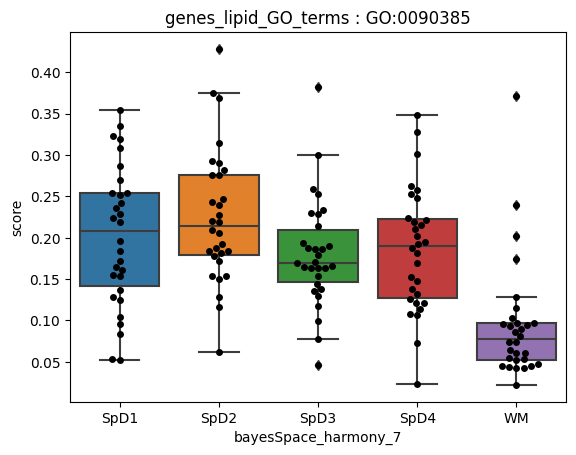 genes_lipid_GO_terms : GO:0090385
score
0.40
0.35
0.30
0.25
0.20
0.15
0.10
0.05
SpD1 SpD2 SpD3 SpD4 WM
bayesSpace_harmony_7